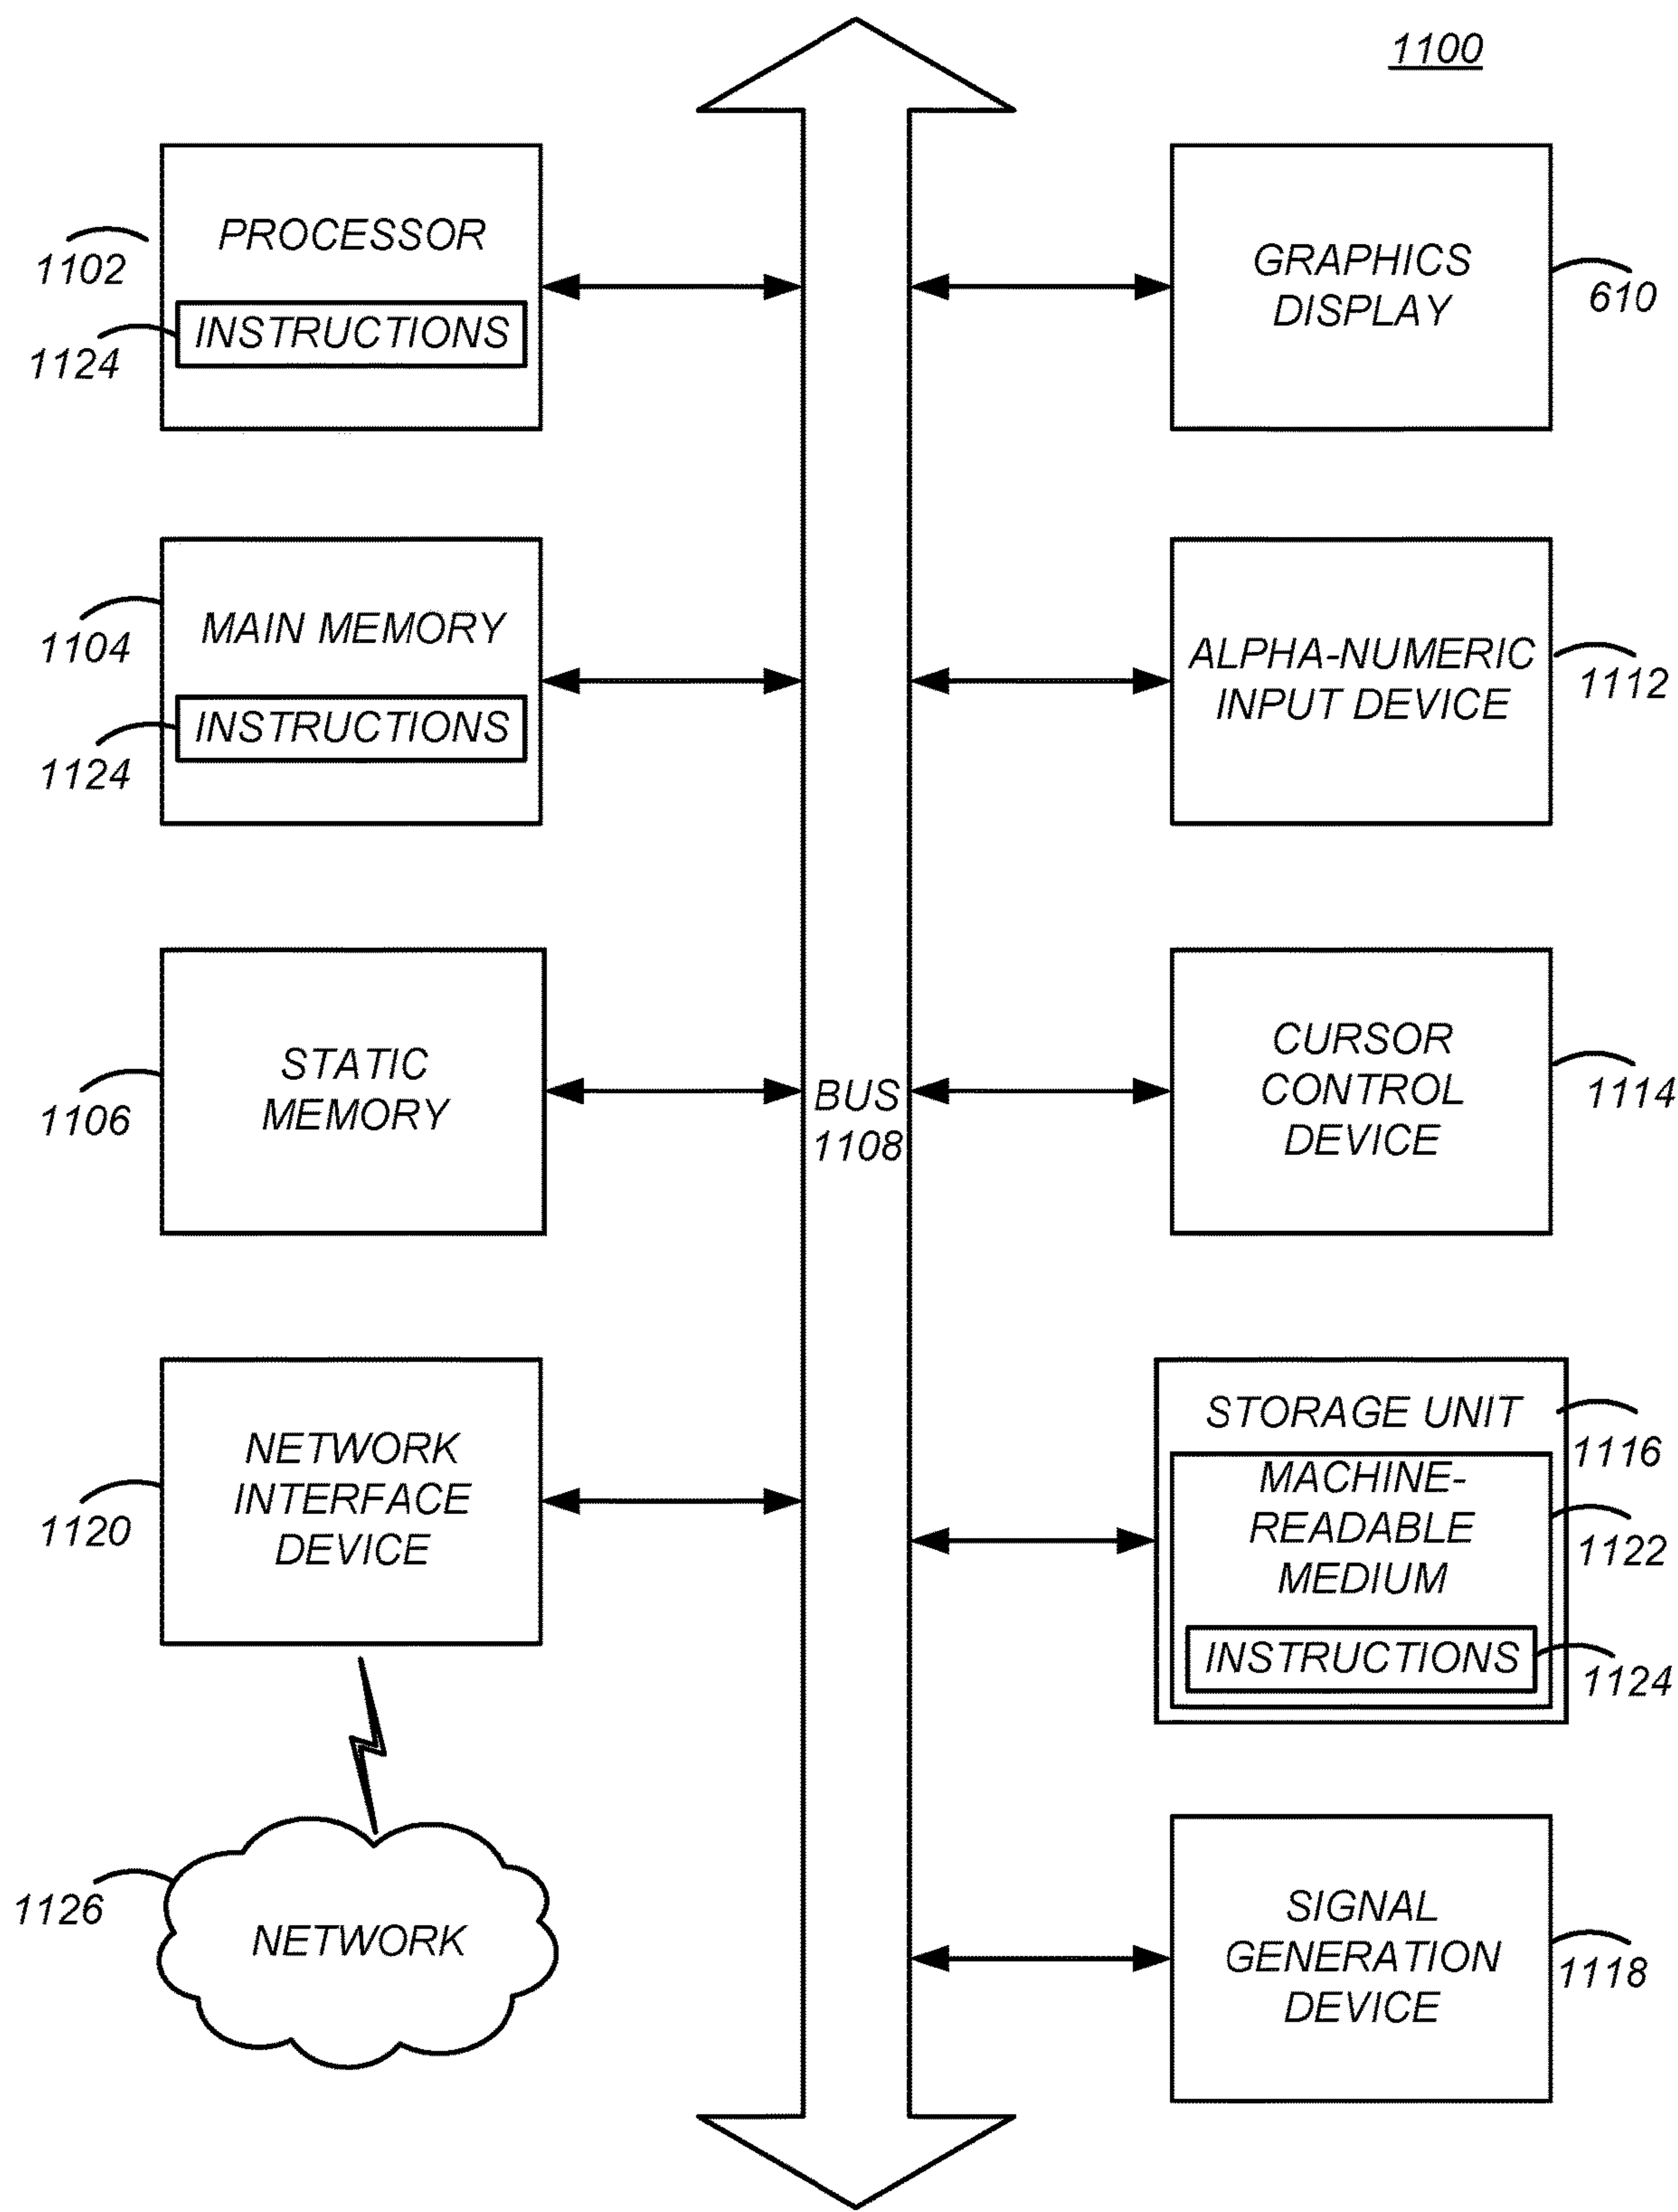 1100
PROCESSOR
1102
INSTRUCTIONS
1124
MAIN MEMORY
1104
INSTRUCTIONS
1124
STATIC
MEMORY
1106
NETWORK
INTERFACE
DEVICE
1120
NETWORK
1126
BUS
1108
GRAPHICS
DISPLAY
610
ALPHA-NUMERIC
INPUT DEVICE
1112
CURSOR
CONTROL
DEVICE
1114
STORAGE UNIT
1116
MACHINE-
READABLE
MEDIUM
1122
INSTRUCTIONS
1124
SIGNAL
GENERATION
DEVICE
1118